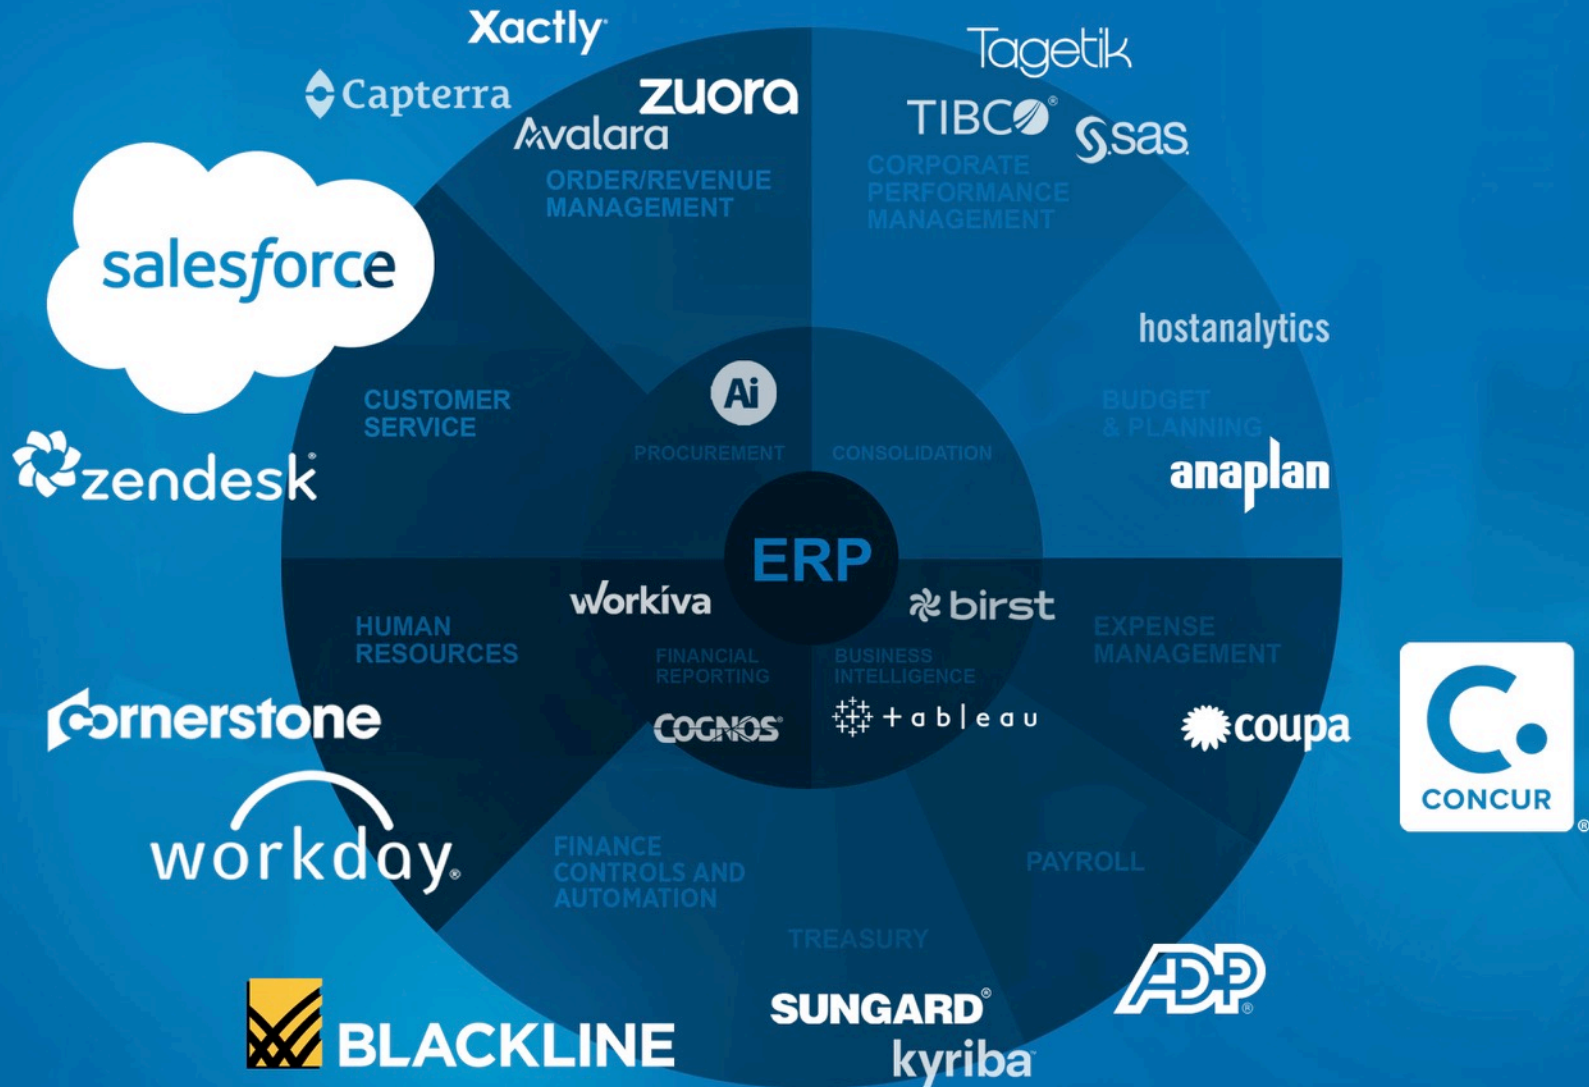 Xactly
Capterra
zuora
Avalara
ORDER/REVENUE
MANAGEMENT
Tagetik
TIBCO®
S.sas.
CORPORATE
PERFORMANCE
MANAGEMENT
salesforce
CUSTOMER
SERVICE
zendesk®
Ai
PROCUREMENT
CONSOLIDATION
hostanalytics
BUDGET
& PLANNING
anaplan
ERP
HUMAN
RESOURCES
cornerstone
workday®
workiva
FINANCIAL
REPORTING
COGNOS®
birst
BUSINESS
INTELLIGENCE
+ableau
EXPENSE
MANAGEMENT
coupa
C.
CONCUR
®
FINANCE
CONTROLS AND
AUTOMATION
PAYROLL
TREASURY
BLACKLINE
SUNGARD®
kyriba
ADP®